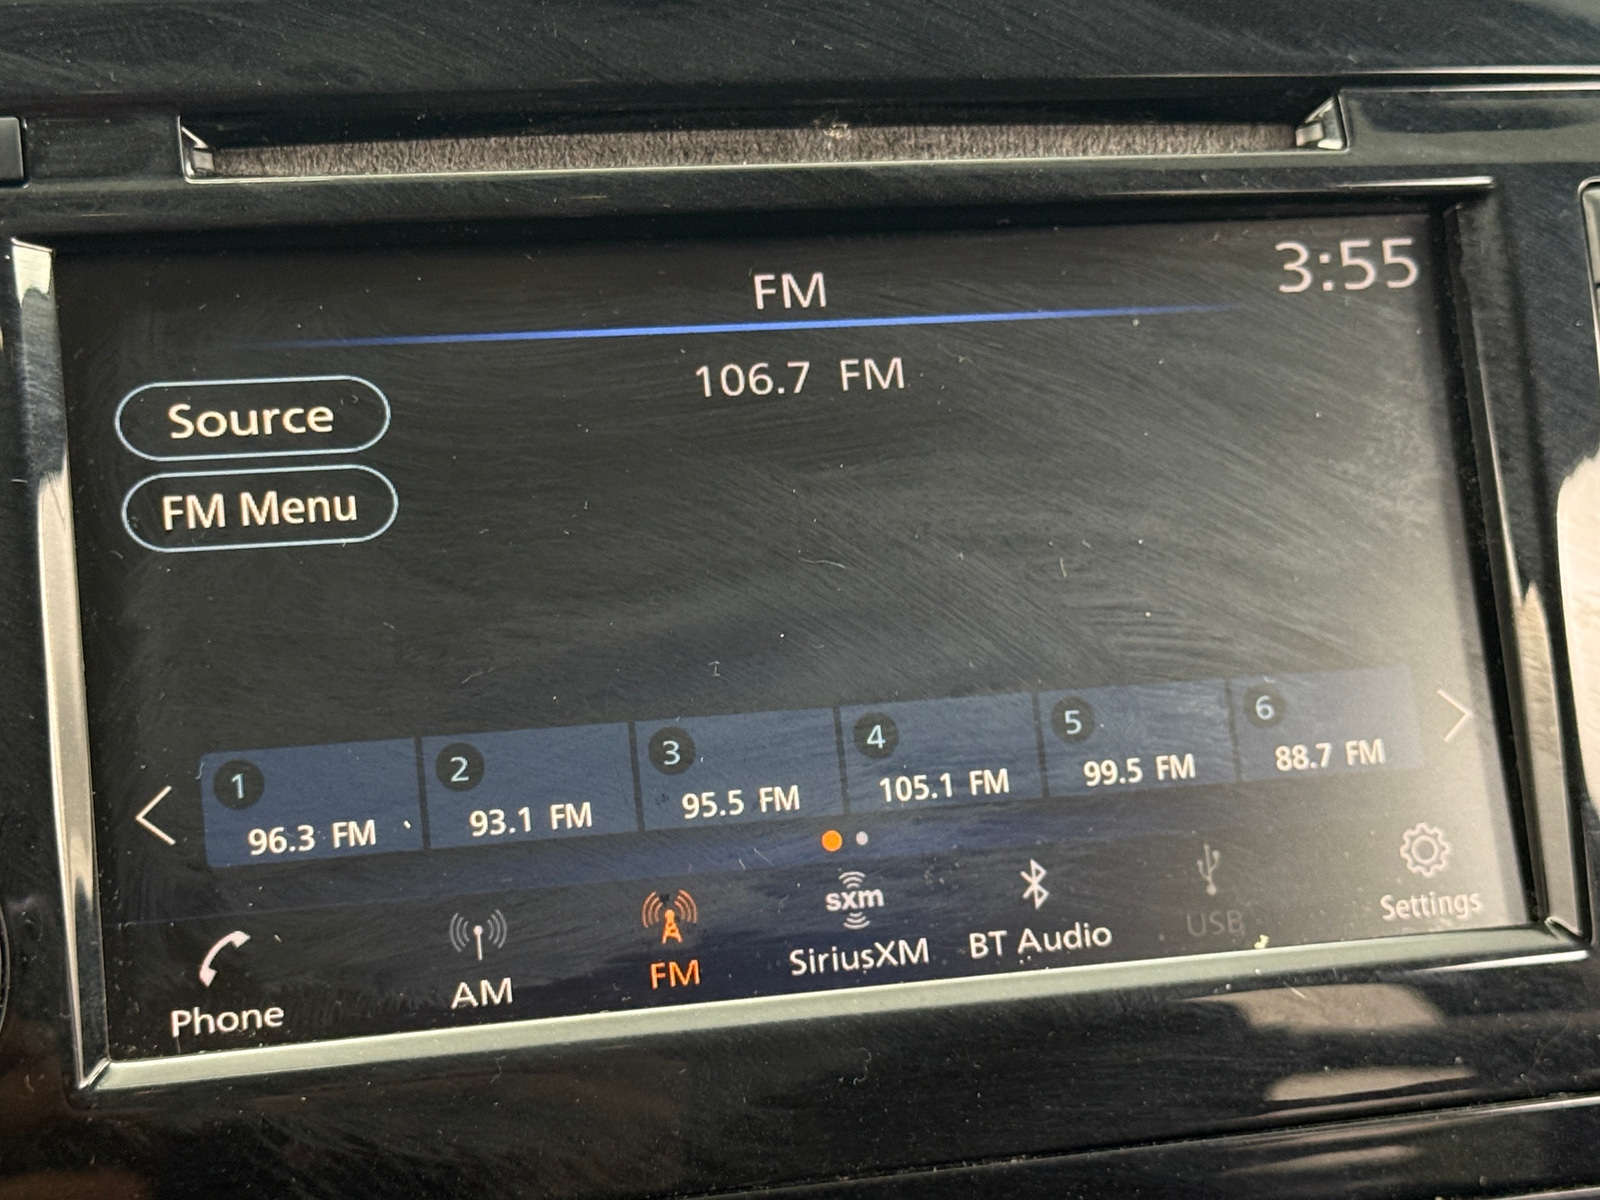 FM
3:55
106.7 FM
Source
FM Menu
1
96.3 FM
2
93.1 FM
3
95.5 FM
4
105.1 FM
5
99.5 FM
6
88.7 FM
Phone
AM
FM
sxm
SiriusXM
BT Audio
USB
Settings